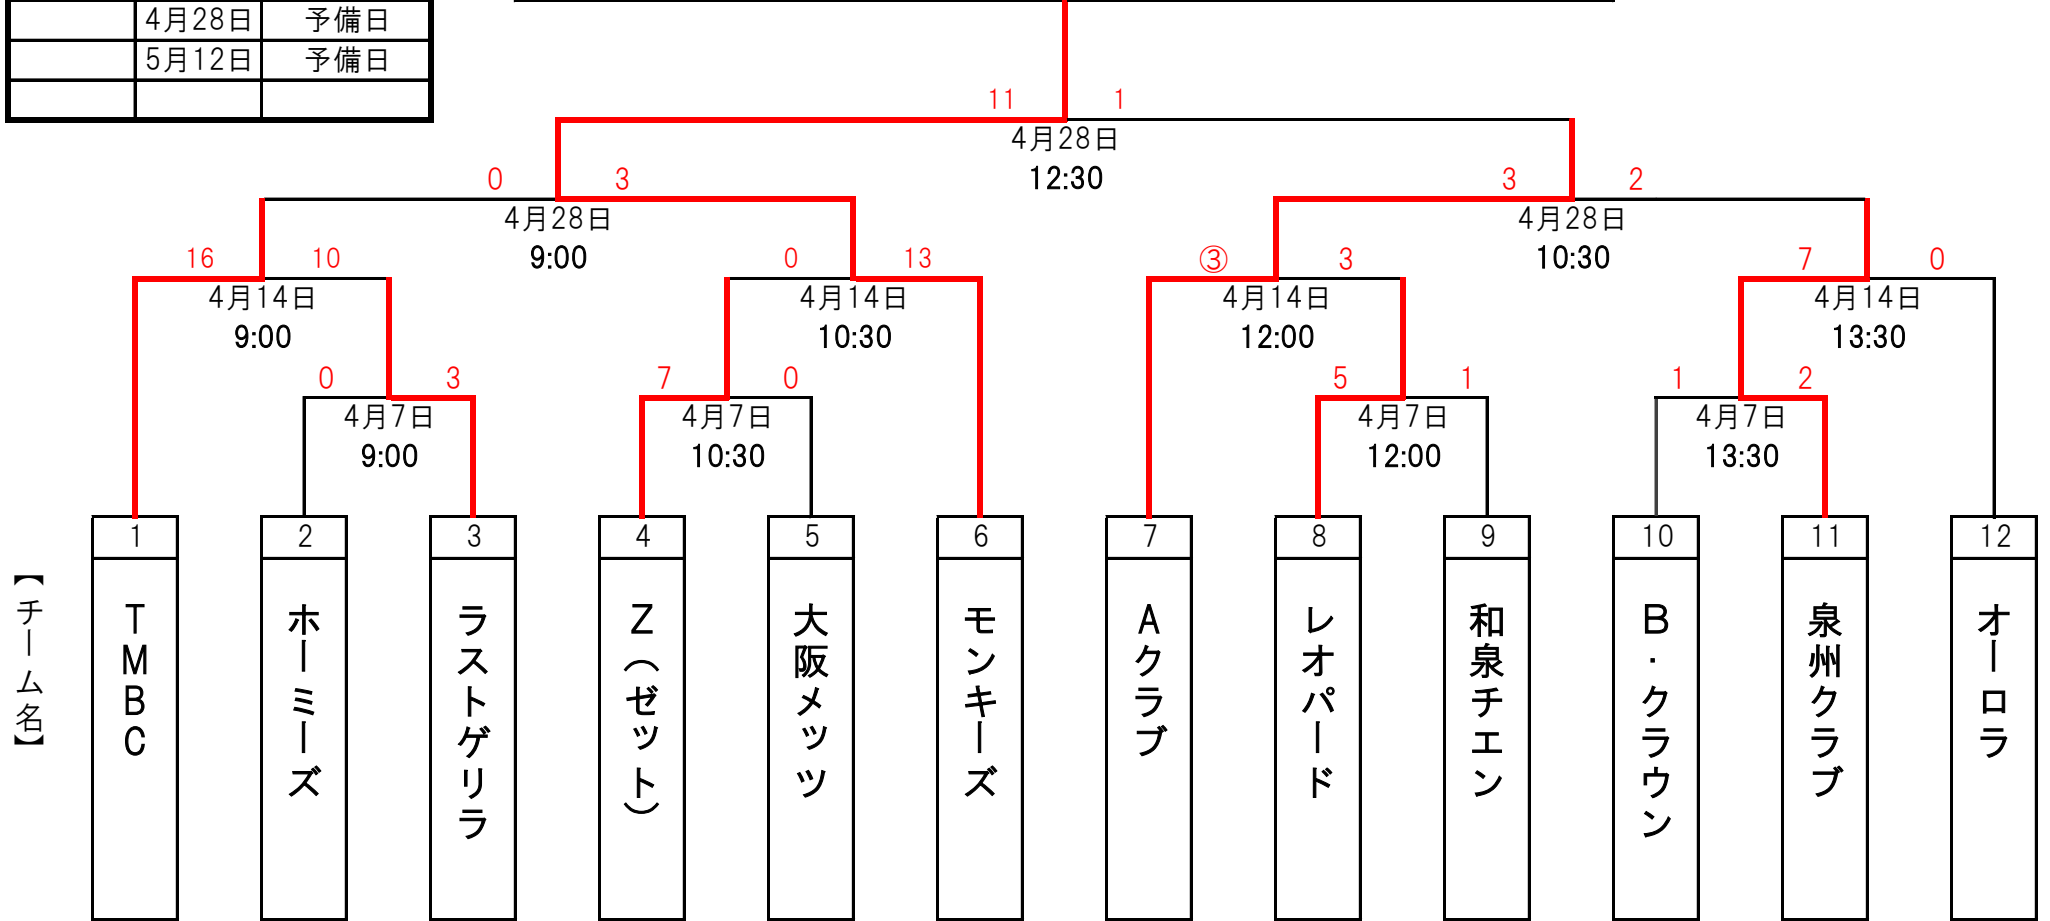 4月28日 予備日
5月12日 予備日
11 1
4月28日
12:30
0 3 3 2
4月28日 4月28日
9:00 10:30
16 10 0 13 ③ 3 7 0
4月14日 4月14日 4月14日 4月14日
9:00 10:30 12:00 13:30
0 3 7 0 5 1 1 2
4月7日 4月7日 4月7日 4月7日
9:00 10:30 12:00 13:30
1 2 3 4 5 6 7 8 9 10 11 12
【チーム名】
TMBC
ホーミーズ
ラストゲリラ
Z(ゼット)
大阪メッツ
モンキーズ
Aクラブ
レオパード
和泉チエン
B・クラウン
泉州クラブ
オーロラ